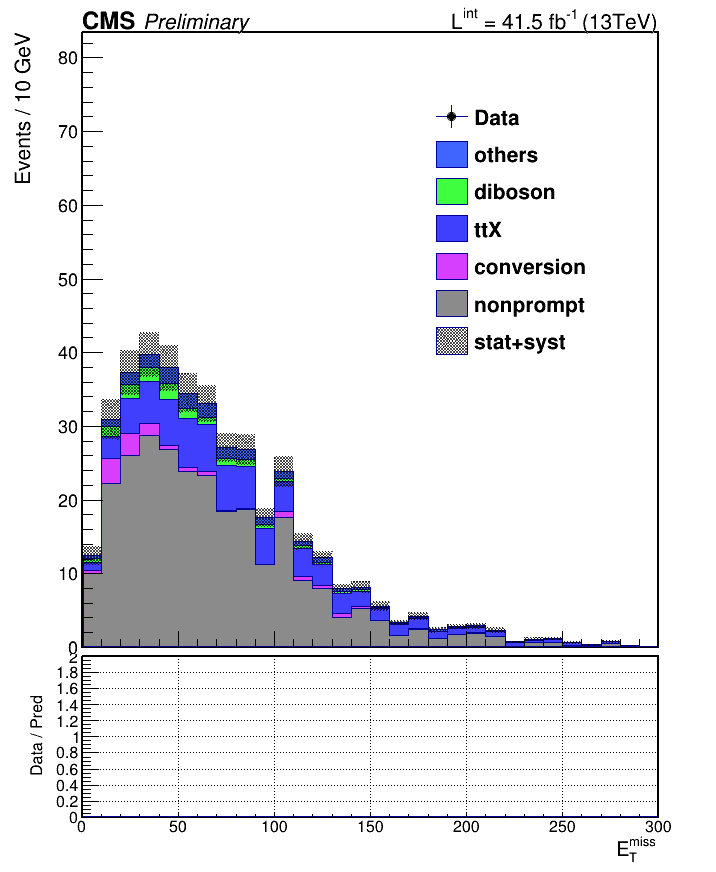 CMS Preliminary L^int = 41.5 fb^-1 (13TeV)
Events / 10 GeV
80
70
60
50
40
30
20
10
0
Data
others
diboson
ttX
conversion
nonprompt
stat+syst
Data / Pred
2
1.8
1.6
1.4
1.2
1
0.8
0.6
0.4
0.2
0
0 50 100 150 200 250 300
E_T^miss